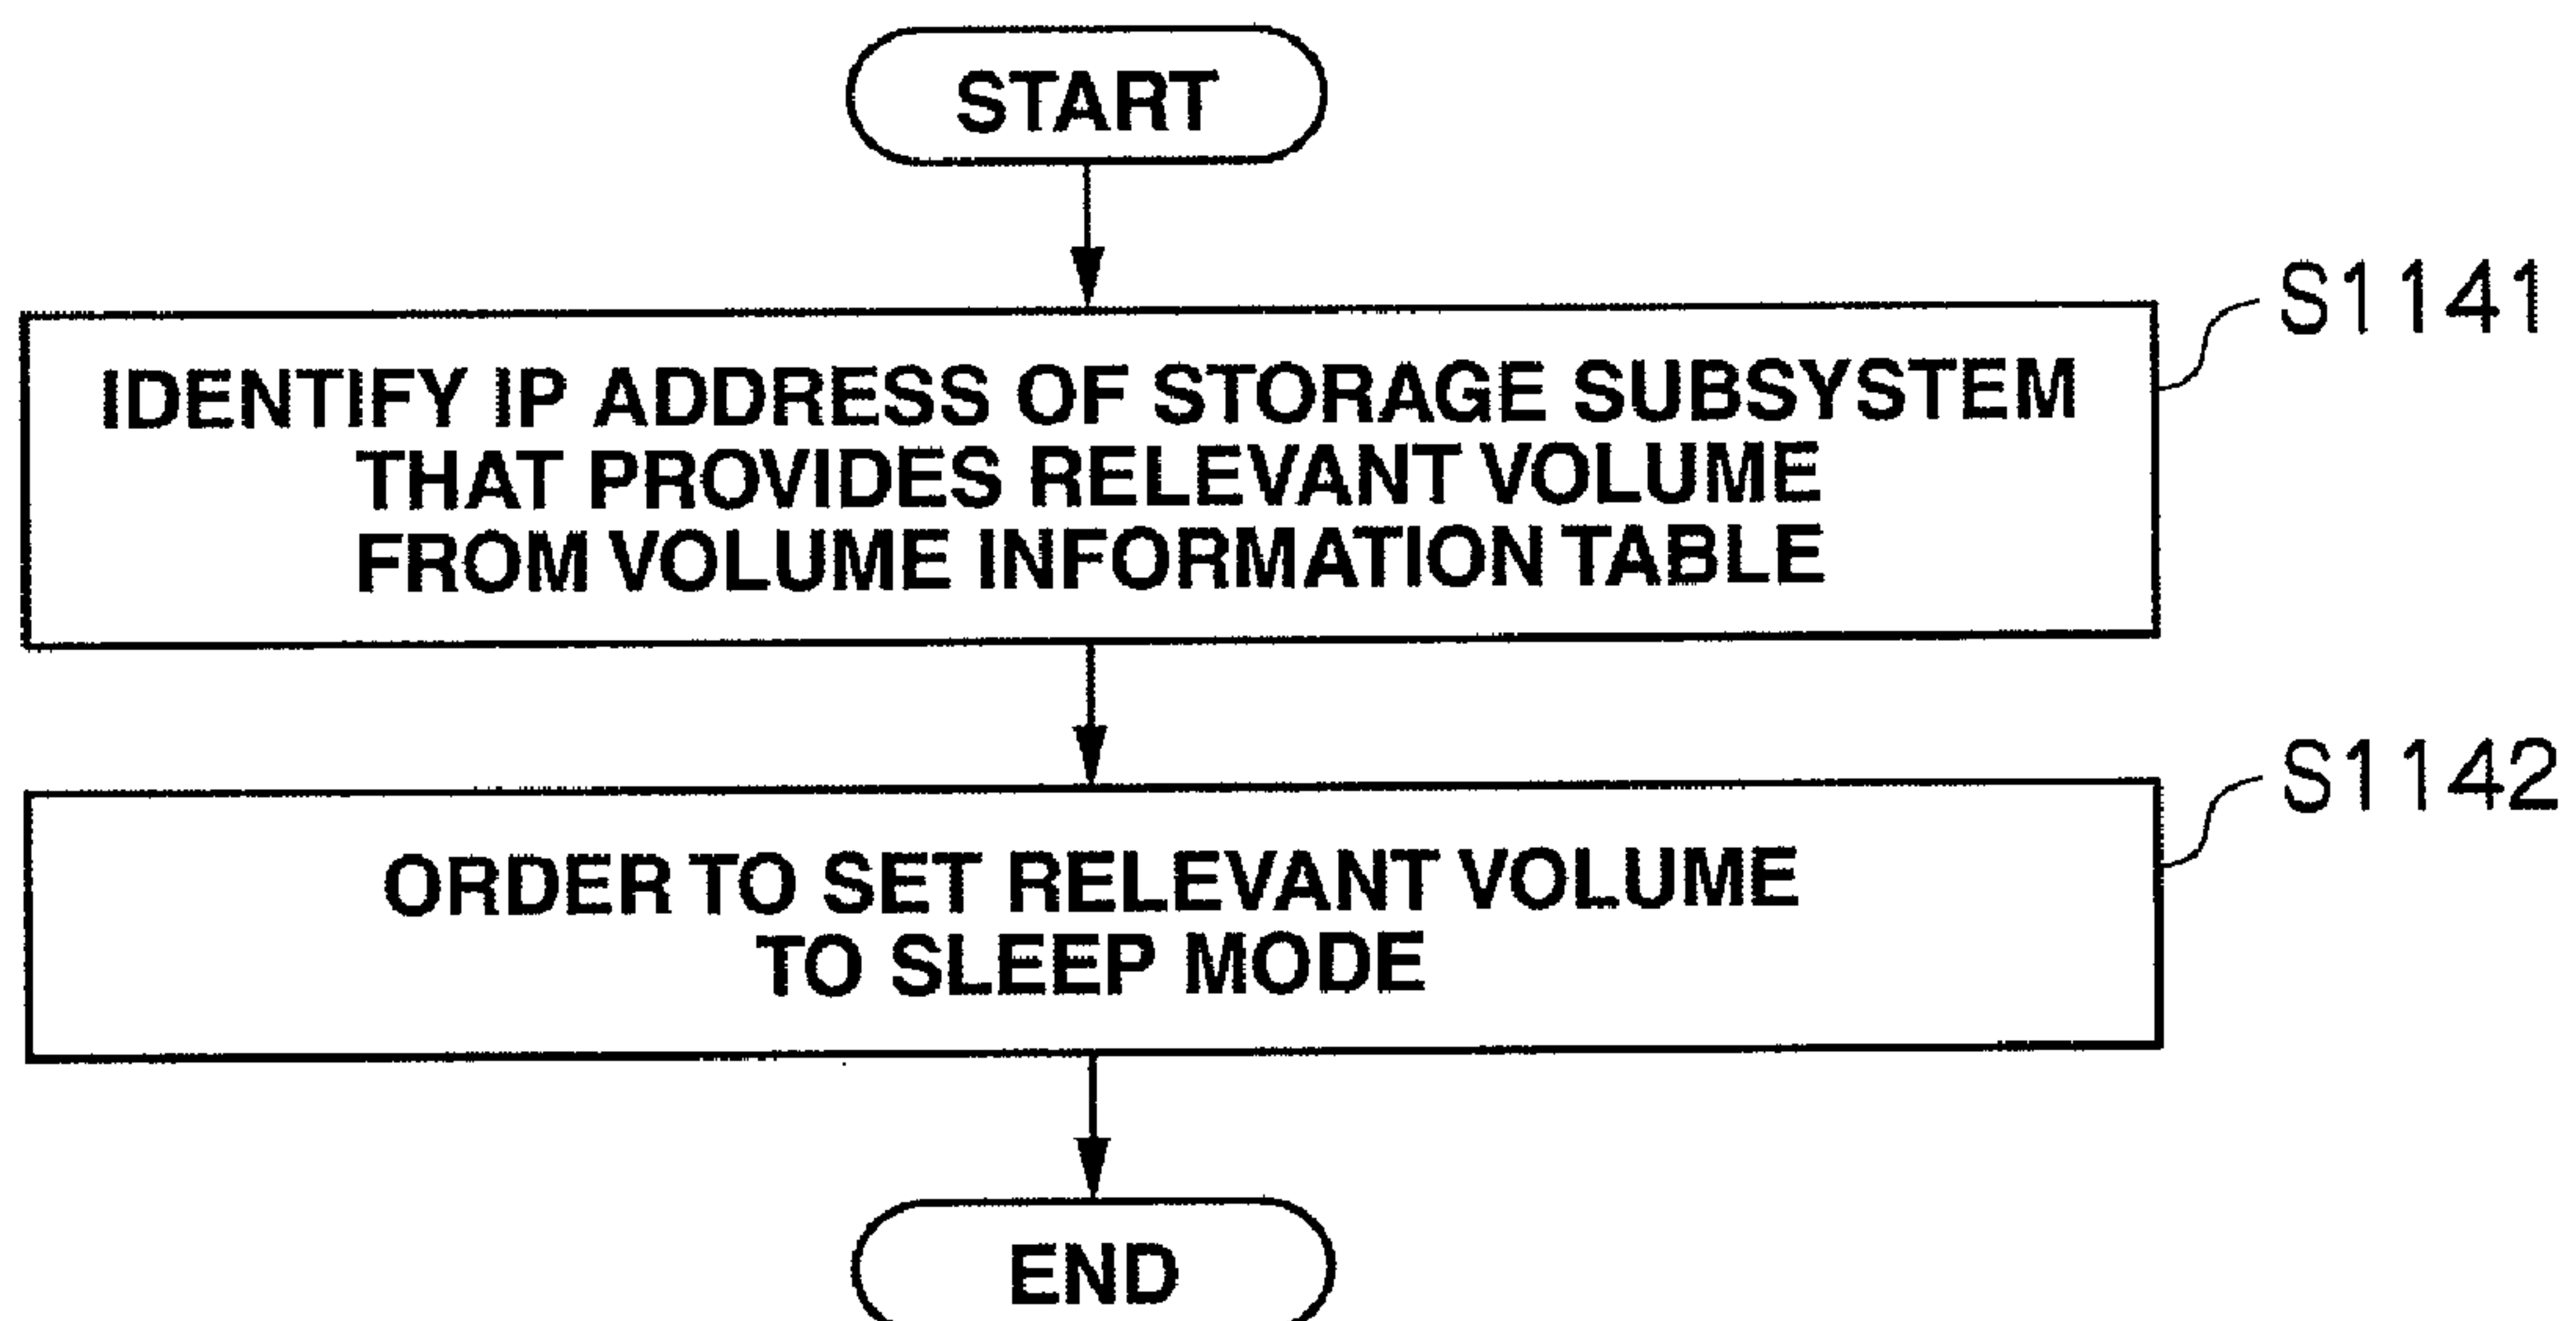 START
S1141
IDENTIFY IP ADDRESS OF STORAGE SUBSYSTEM
THAT PROVIDES RELEVANT VOLUME
FROM VOLUME INFORMATION TABLE
S1142
ORDER TO SET RELEVANT VOLUME
TO SLEEP MODE
END